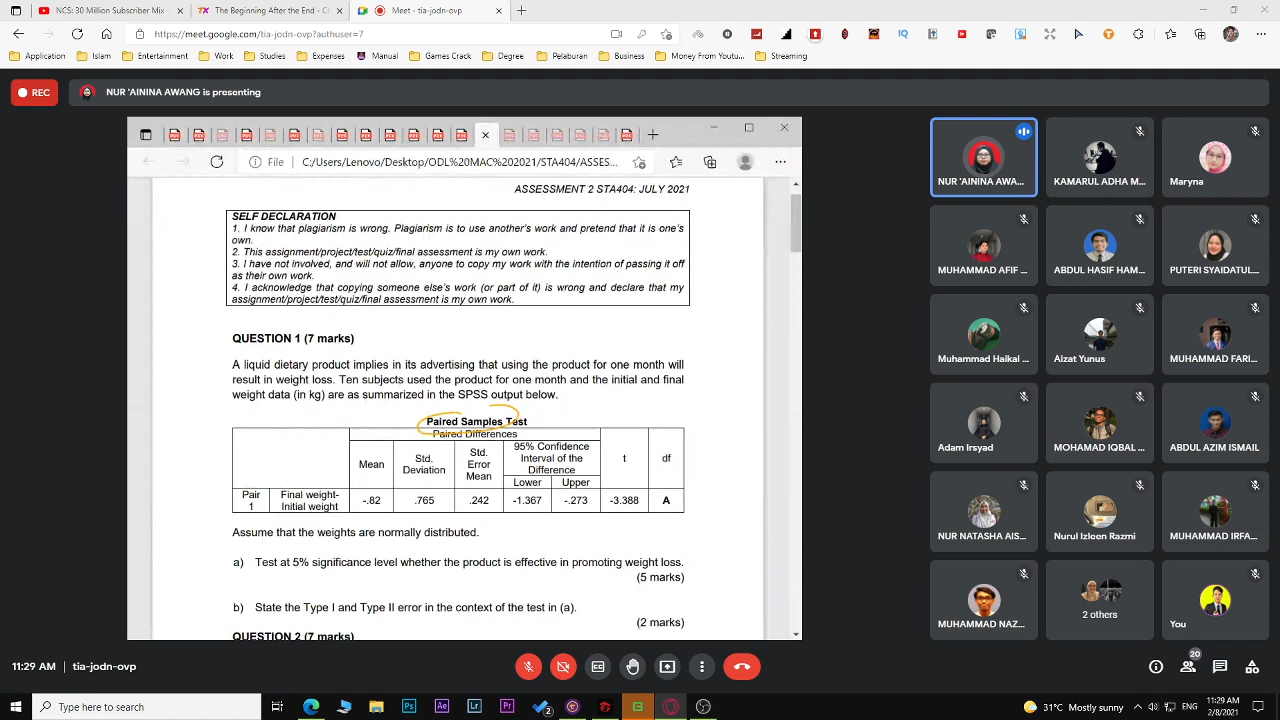 NCS: 30 Million Subscriber Mix -
The Beginning After the End - Cl
Meet - tia-jodn-ovp
https://meet.google.com/tia-jodn-ovp?authuser=7
Application
Islam
Entertainment
Work
Studies
Expenses
Manual
Games Crack
Degree
Pelaburan
Business
Money From Youtu...
Streaming
REC
NUR 'AININA AWANG is presenting
File
C:/Users/Lenovo/Desktop/ODL%20MAC%202021/STA404/ASSES...
ASSESSMENT 2 STA404: JULY 2021
SELF DECLARATION
1. I know that plagiarism is wrong. Plagiarism is to use another's work and pretend that it is one's
own.
2. This assignment/project/test/quiz/final assessment is my own work.
3. I have not involved, and will not allow, anyone to copy my work with the intention of passing it off
as their own work.
4. I acknowledge that copying someone else's work (or part of it) is wrong and declare that my
assignment/project/test/quiz/final assessment is my own work.
QUESTION 1 (7 marks)
A liquid dietary product implies in its advertising that using the product for one month will
result in weight loss. Ten subjects used the product for one month and the initial and final
weight data (in kg) are as summarized in the SPSS output below.
Paired Samples Test
Paired Differences
Mean
Std.
Deviation
Std.
Error
Mean
95% Confidence
Interval of the
Difference
Lower
Upper
t
df
Pair
1
Final weight-
Initial weight
-.82
.765
.242
-1.367
-.273
-3.388
A
Assume that the weights are normally distributed.
a) Test at 5% significance level whether the product is effective in promoting weight loss.
(5 marks)
b) State the Type I and Type II error in the context of the test in (a).
(2 marks)
QUESTION 2 (7 marks)
NUR 'AININA AWA...
KAMARUL ADHA M...
Maryna
MUHAMMAD AFIF ...
ABDUL HASIF HAM...
PUTERI SYAIDATUL...
Muhammad Haikal ...
Aizat Yunus
MUHAMMAD FARI...
Adam Irsyad
MOHAMAD IQBAL ...
ABDUL AZIM ISMAIL
NUR NATASHA AIS...
Nurul Izleen Razmi
MUHAMMAD IRFA...
MUHAMMAD NAZ...
2 others
You
11:29 AM | tia-jodn-ovp
20
Type here to search
31°C Mostly sunny
ENG
11:29 AM
2/8/2021